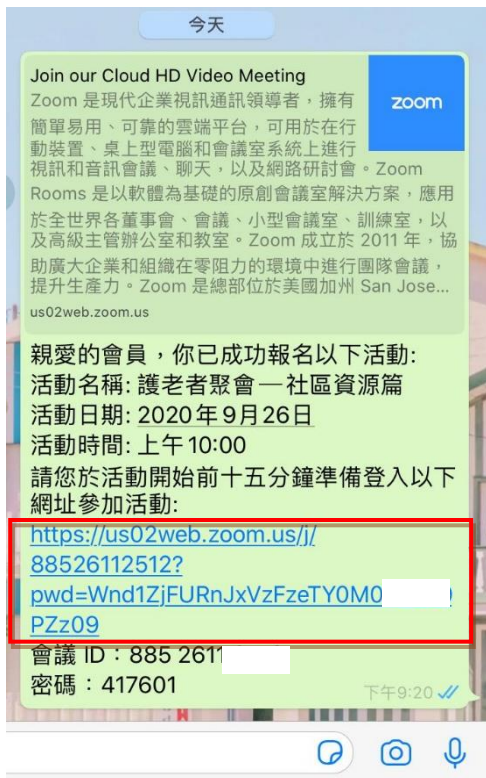 今天
Join our Cloud HD Video Meeting
Zoom 是現代企業視訊通訊領導者，擁有
簡單易用、可靠的雲端平台，可用於在行
動裝置、桌上型電腦和會議室系統上進行
視訊和音訊會議、聊天，以及網路研討會。Zoom
Rooms 是以軟體為基礎的原創會議室解決方案，應用
於全世界各董事會、會議、小型會議室、訓練室，以
及高級主管辦公室和教室。Zoom 成立於 2011 年，協
助廣大企業和組織在零阻力的環境中進行團隊會議，
提升生產力。Zoom 是總部位於美國加州 San Jose...
us02web.zoom.us
zoom
親愛的會員，你已成功報名以下活動:
活動名稱: 護老者聚會—社區資源篇
活動日期: 2020年9月26日
活動時間: 上午10:00
請您於活動開始前十五分鐘準備登入以下
網址參加活動:
https://us02web.zoom.us/j/
88526112512?
pwd=Wnd1ZjFURnJxVzFzeTY0M0
PZz09
會議 ID：885 2611
密碼：417601
下午9:20